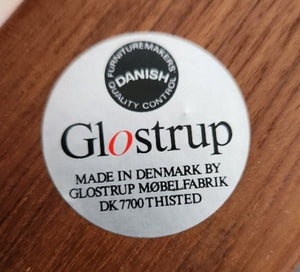 FURNITUREMAKERS
DANISH
QUALITY CONTROL
Glostrup
MADE IN DENMARK BY
GLOSTRUP MØBELFABRIK
DK 7700 THISTED